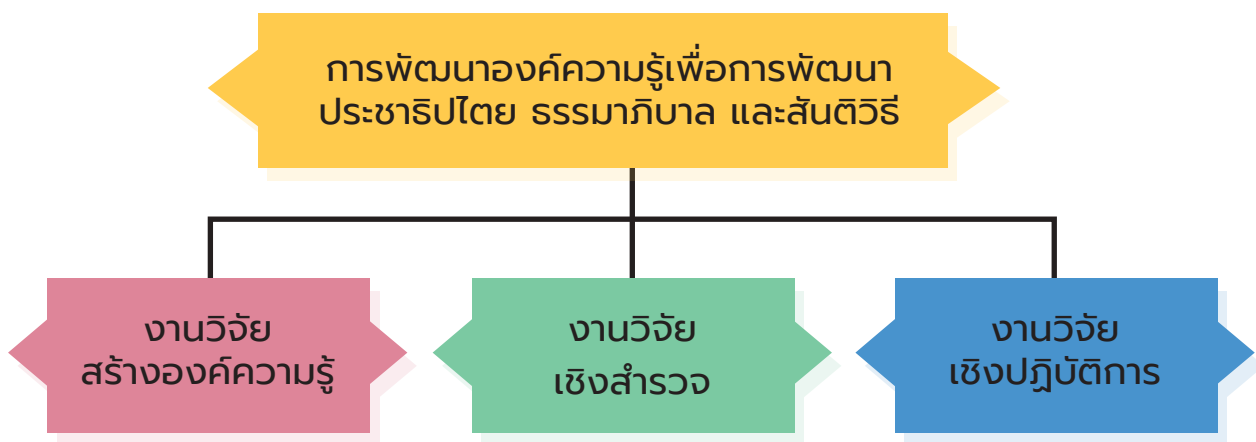 การพัฒนาองค์ความรู้เพื่อการพัฒนา
ประชาธิปไตย ธรรมาภิบาล และสันติวิธี
งานวิจัย
สร้างองค์ความรู้
งานวิจัย
เชิงสำรวจ
งานวิจัย
เชิงปฏิบัติการ